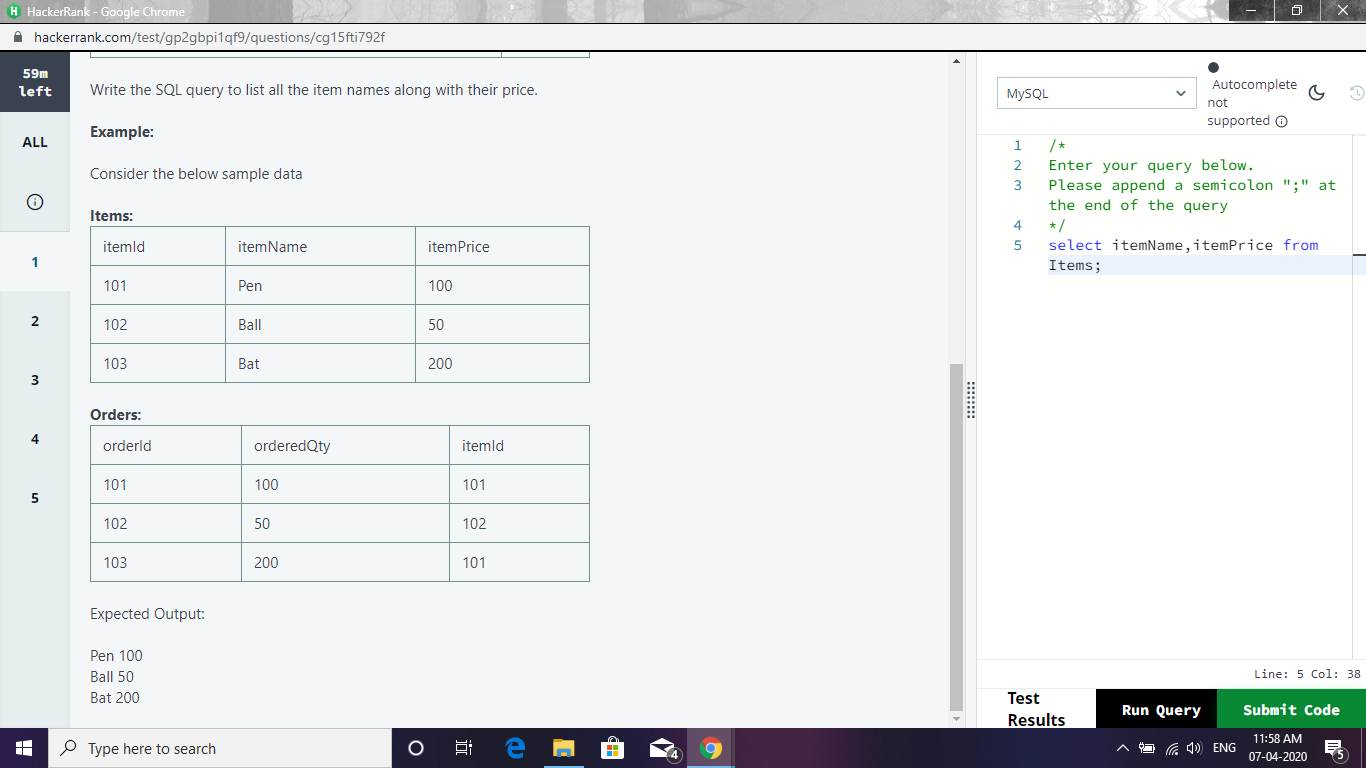 HackerRank - Google Chrome
hackerrank.com/test/gp2gbpi1qf9/questions/cg15fti792f
59m
left
ALL
1
2
3
4
5
Write the SQL query to list all the item names along with their price.
Example:
Consider the below sample data
Items:
itemId itemName itemPrice
101 Pen 100
102 Ball 50
103 Bat 200
Orders:
orderId orderedQty itemId
101 100 101
102 50 102
103 200 101
Expected Output:
Pen 100
Ball 50
Bat 200
MySQL
Autocomplete
not
supported
1 /*
2 Enter your query below.
3 Please append a semicolon ";" at
the end of the query
4 */
5 select itemName,itemPrice from
Items;
Line: 5 Col: 38
Test
Results
Run Query
Submit Code
Type here to search
4
ENG
11:58 AM
07-04-2020
5